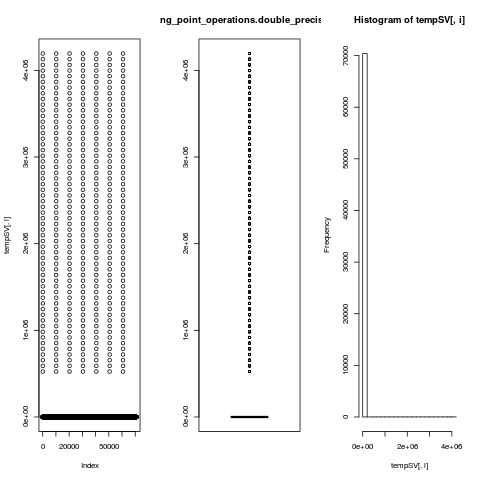 ng_point_operations.double_precis
Histogram of tempSV[, i]
tempSV[, i]
0e+00
1e+06
2e+06
3e+06
4e+06
0 20000 50000
Index
0e+00
1e+06
2e+06
3e+06
4e+06
Frequency
0
10000
20000
30000
40000
50000
60000
70000
0e+00 2e+06 4e+06
tempSV[, i]